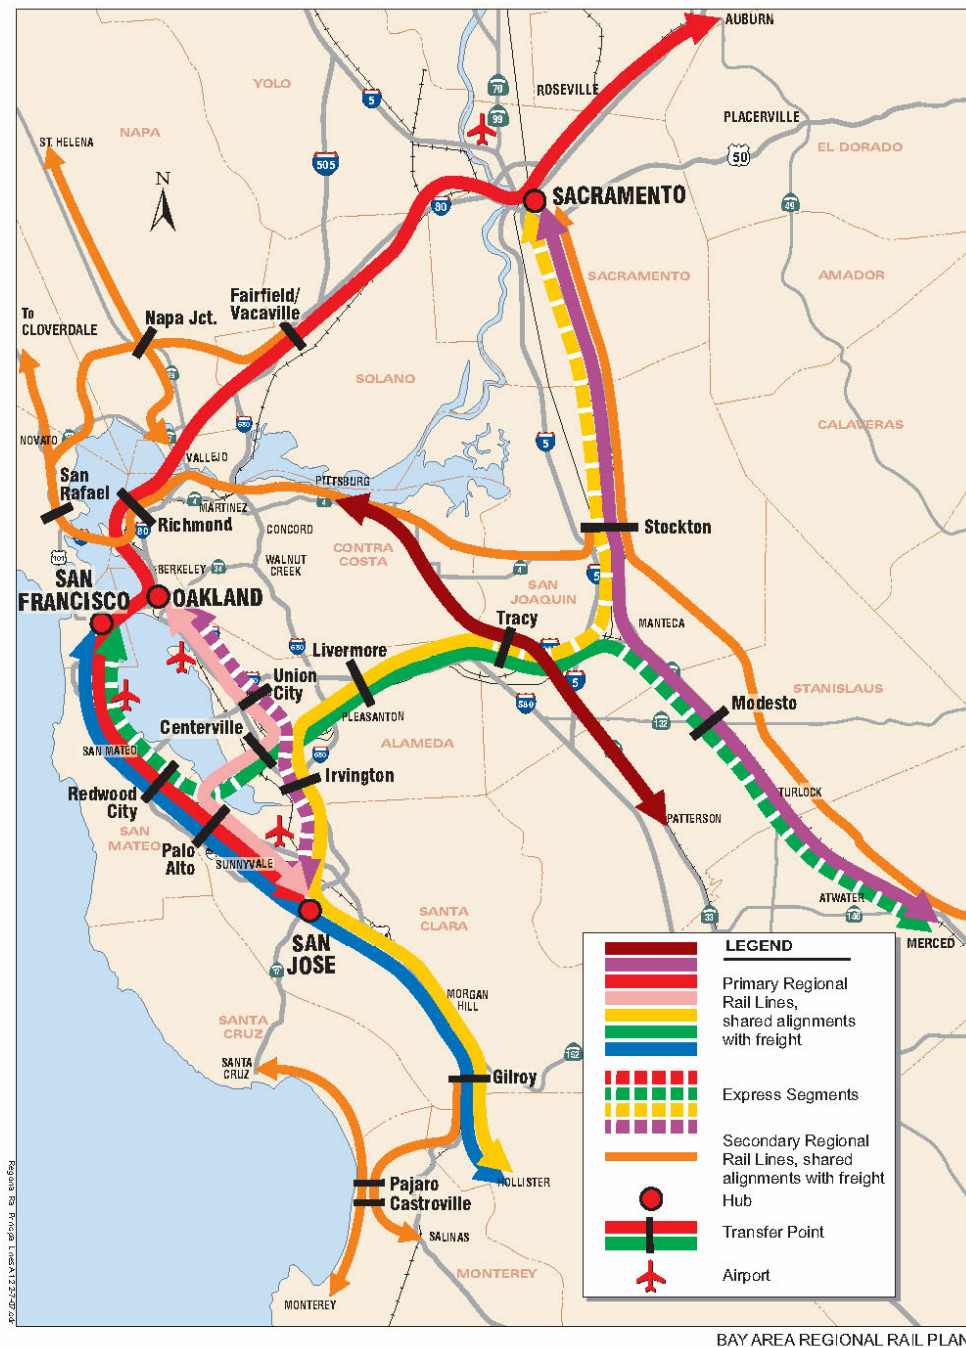 AUBURN
70
ROSEVILLE
YOLO
5
99
PLACERVILLE
NAPA
ST. HELENA
50
EL DORADO
505
N
80
SACRAMENTO
49
SACRAMENTO
AMADOR
Fairfield/
Vacaville
To
CLOVERDALE
Napa Jct.
SOLANO
CALAVERAS
680
5
NOVATO
VALLEJO
San
Rafael
PITTSBURG
4
4
MARTINEZ
Richmond
80
CONCORD
Stockton
CONTRA
COSTA
101
BERKELEY
24
WALNUT
CREEK
4
5
SAN
JOAQUIN
SAN
FRANCISCO
OAKLAND
Tracy
MANTECA
680
Livermore
Union
City
5
STANISLAUS
580
Modesto
132
PLEASANTON
Centerville
ALAMEDA
680
SAN MATEO
Irvington
Redwood
City
TURLOCK
PATTERSON
SAN
MATEO
Palo
Alto
SUNNYVALE
ATWATER
140
33
SANTA
CLARA
MERCED
SAN
JOSE
17
MORGAN
HILL
SANTA
CRUZ
152
SANTA
CRUZ
Gilroy
HOLLISTER
Pajaro
Castroville
SALINAS
MONTEREY
MONTEREY
LEGEND
Primary Regional
Rail Lines,
shared alignments
with freight
Express Segments
Secondary Regional
Rail Lines, shared
alignments with freight
Hub
Transfer Point
Airport
BAY AREA REGIONAL RAIL PLAN